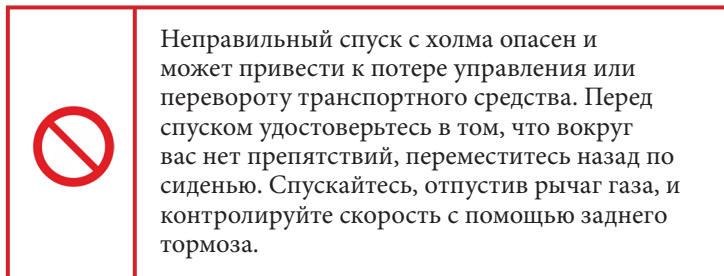 Неправильный спуск с холма опасен и
может привести к потере управления или
перевороту транспортного средства. Перед
спуском удостоверьтесь в том, что вокруг
вас нет препятствий, переместитесь назад по
сиденью. Спускайтесь, отпустив рычаг газа, и
контролируйте скорость с помощью заднего
тормоза.